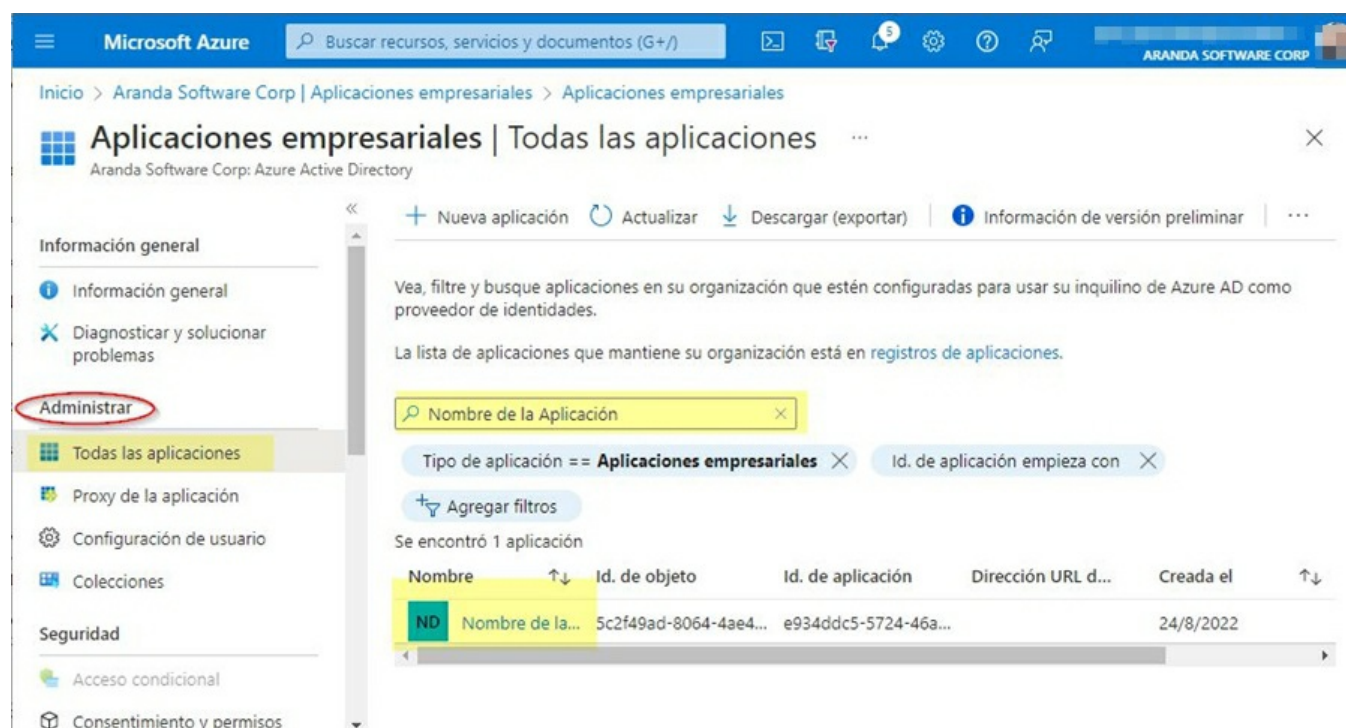 Microsoft Azure
Buscar recursos, servicios y documentos (G+/)
5
ARANDA SOFTWARE CORP
Inicio > Aranda Software Corp | Aplicaciones empresariales > Aplicaciones empresariales
Aplicaciones empresariales | Todas las aplicaciones ...
Aranda Software Corp: Azure Active Directory
Nueva aplicación Actualizar Descargar (exportar) Información de versión preliminar ...
Información general
Información general
Diagnosticar y solucionar
problemas
Administrar
Todas las aplicaciones
Proxy de la aplicación
Configuración de usuario
Colecciones
Seguridad
Acceso condicional
Consentimiento y permisos
Vea, filtre y busque aplicaciones en su organización que estén configuradas para usar su inquilino de Azure AD como
proveedor de identidades.
La lista de aplicaciones que mantiene su organización está en registros de aplicaciones.
Nombre de la Aplicación
Tipo de aplicación == Aplicaciones empresariales
Id. de aplicación empieza con
Agregar filtros
Se encontró 1 aplicación
Nombre Id. de objeto Id. de aplicación Dirección URL d... Creada el
ND Nombre de la... 5c2f49ad-8064-4ae4... e934ddc5-5724-46a... 24/8/2022